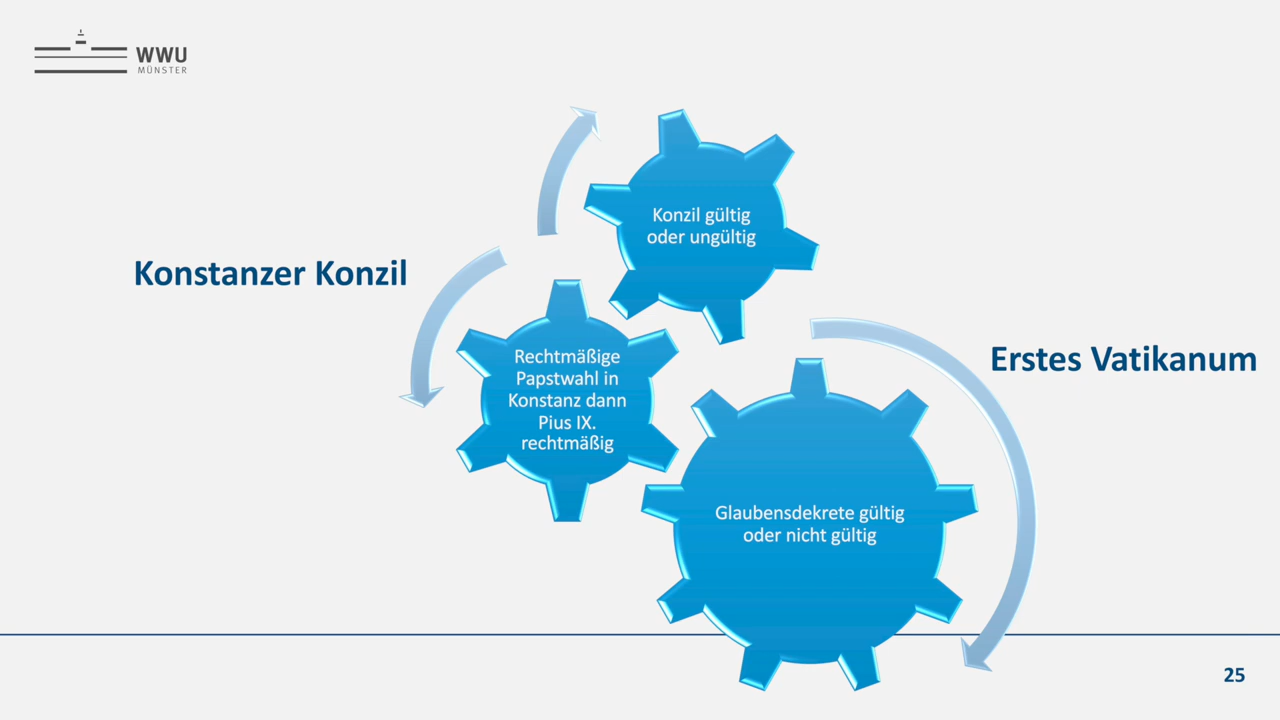 WWU
MÜNSTER
Konzil gültig
oder ungültig
Konstanzer Konzil
Rechtmäßige
Papstwahl in
Konstanz dann
Pius IX.
rechtmäßig
Erstes Vatikanum
Glaubensdekrete gültig
oder nicht gültig
25